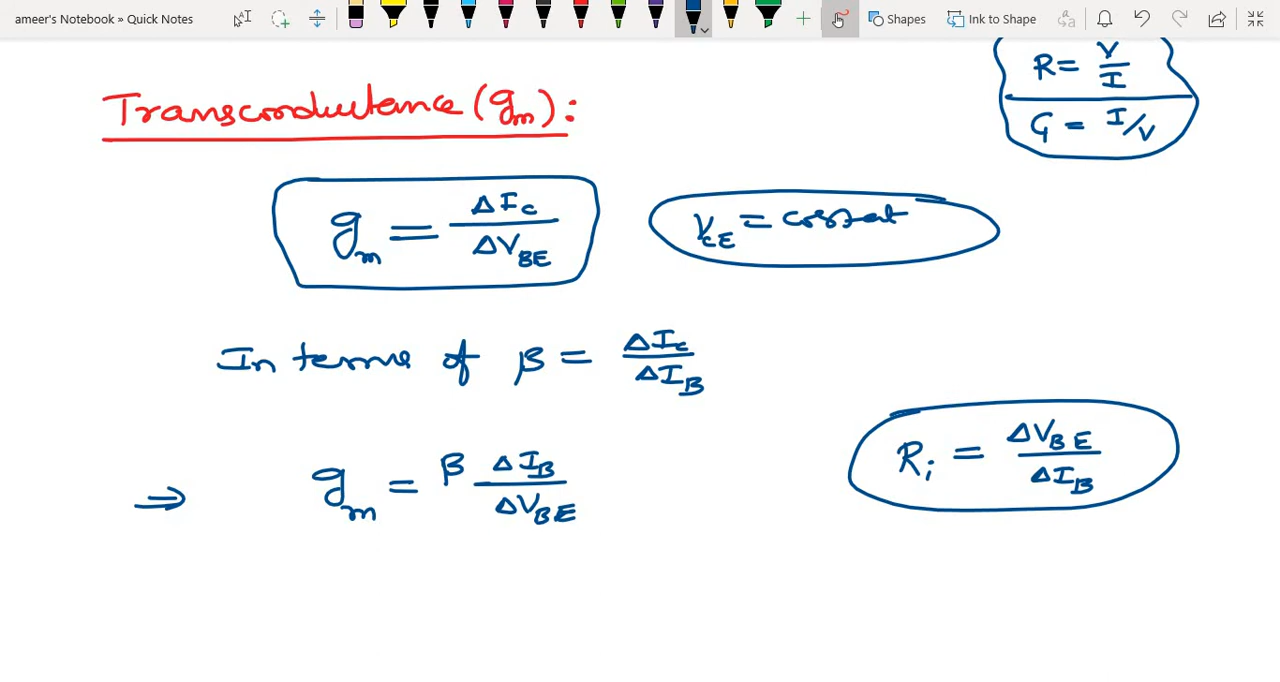 ameer's Notebook » Quick Notes
Shapes
Ink to Shape
R = V/I
G = I/V
Transconductance (gm):
gm = ΔIC/ΔVBE
VCE = constant
In terms of β = ΔIC/ΔIB
⇒ gm = β ΔIB/ΔVBE
Ri = ΔVBE/ΔIB